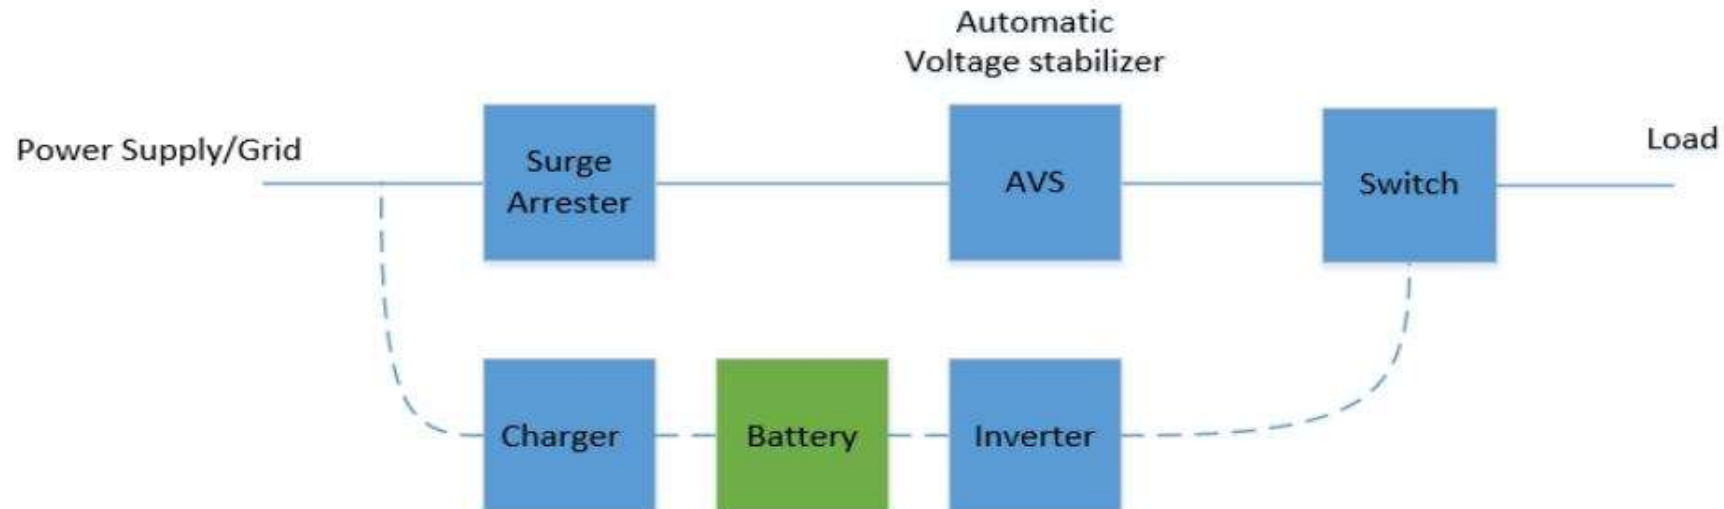 Automatic
Voltage stabilizer
Power Supply/Grid
Surge
Arrester
AVS
Switch
Load
Charger
Battery
Inverter